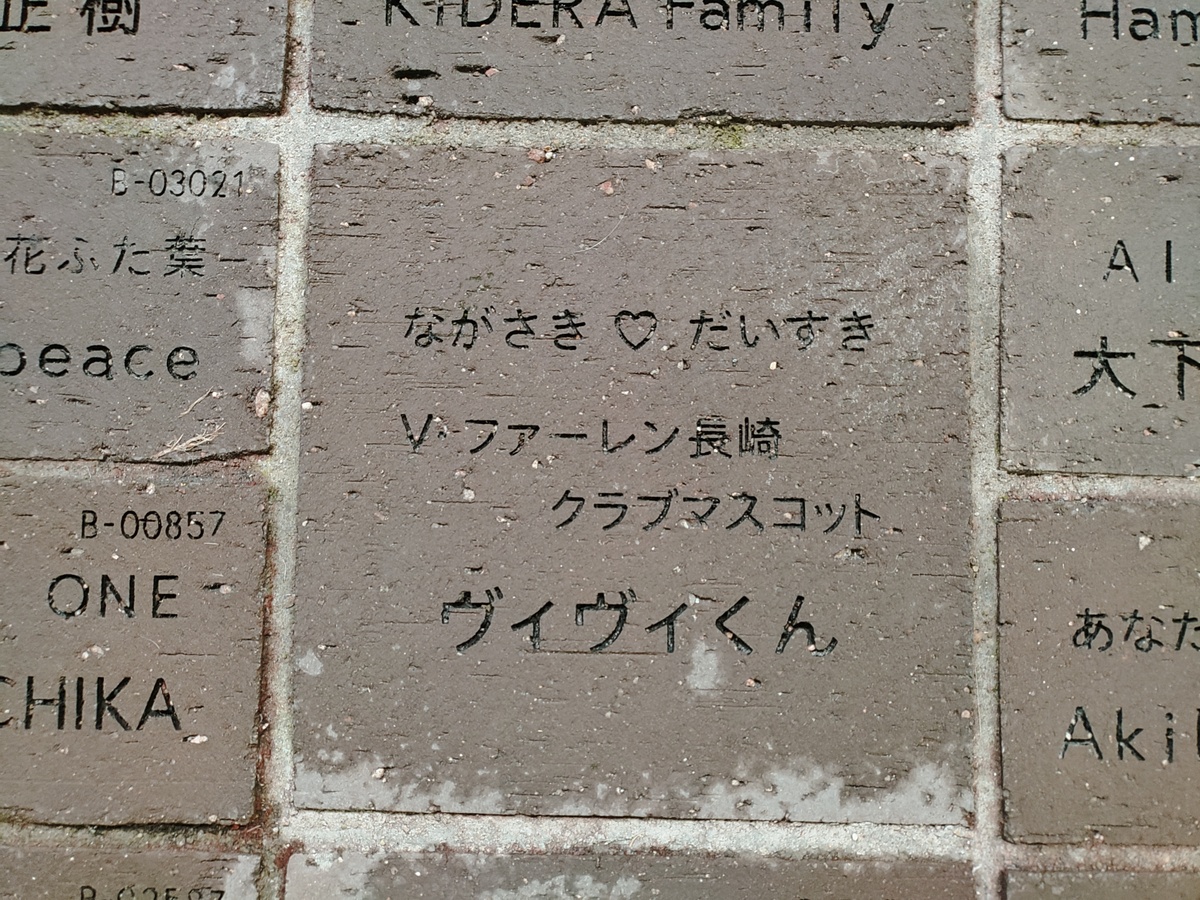 正樹
KIDERA Family
Ham
B-03021
花ふた葉
peace
ながさき ♡ だいすき
V・ファーレン長崎
クラブマスコット
ヴィヴィくん
AI
大下
B-00857
ONE
CHIKA
あなた
Aki